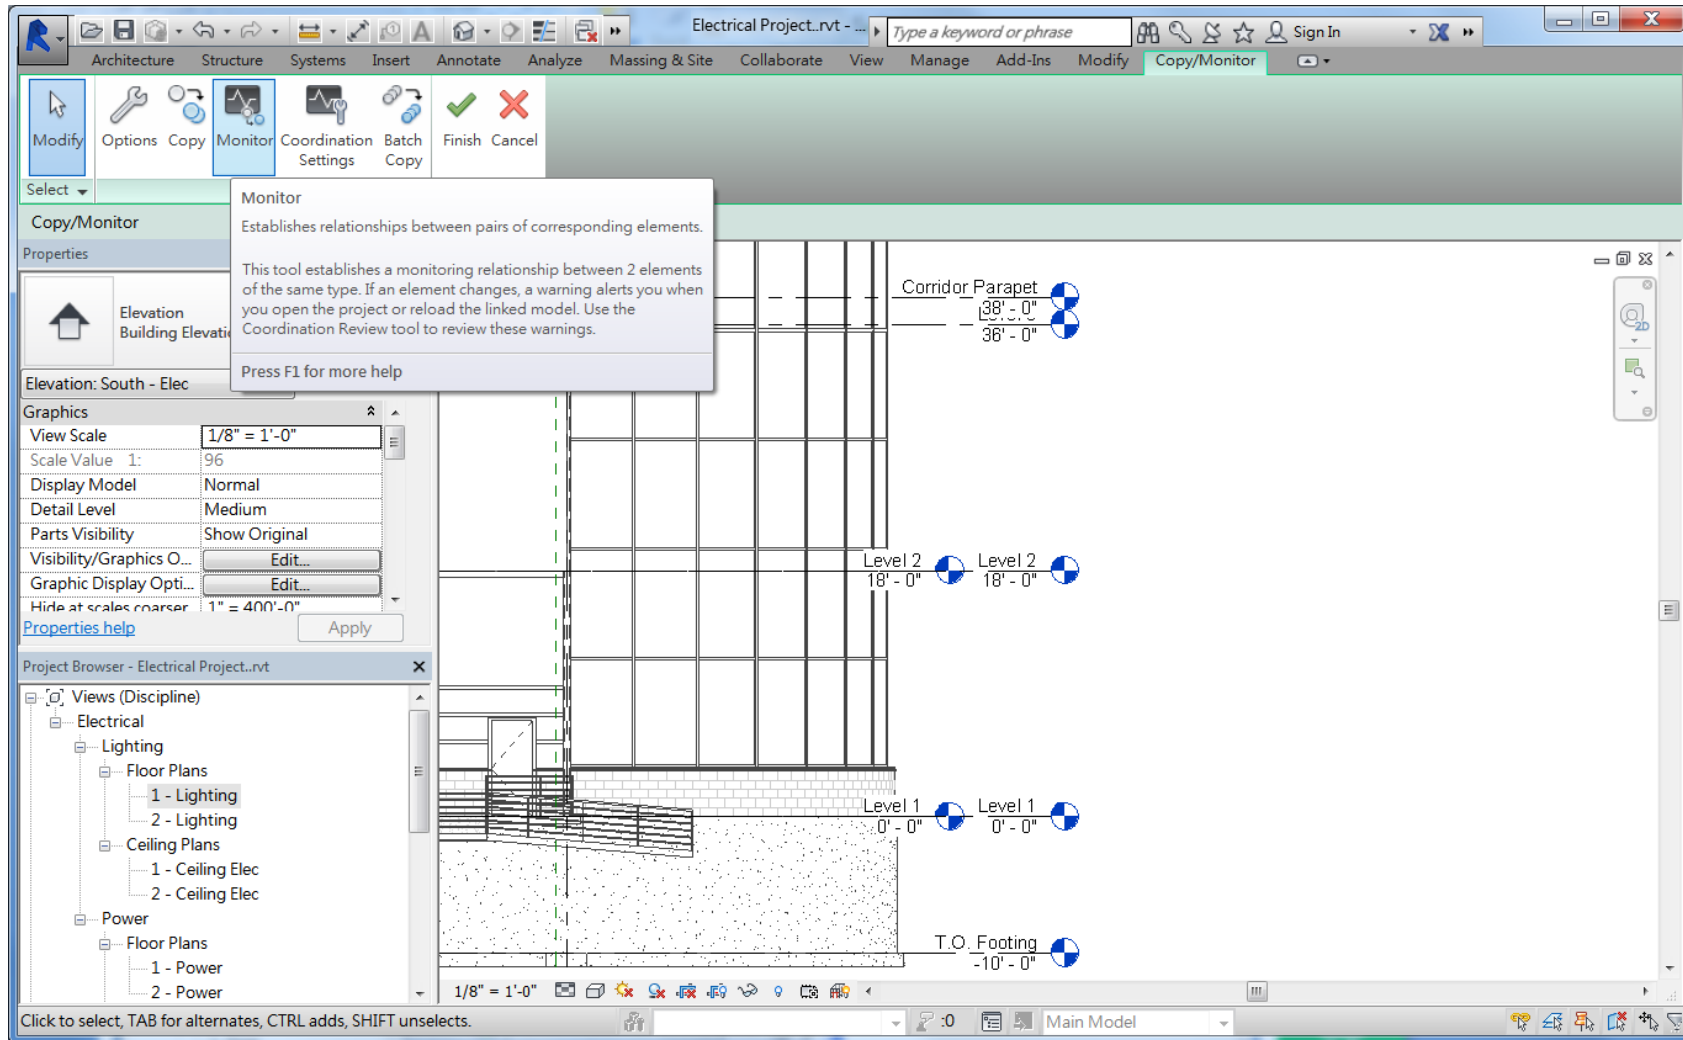 Electrical Project..rvt - ...
Type a keyword or phrase
Sign In
Architecture Structure Systems Insert Annotate Analyze Massing & Site Collaborate View Manage Add-Ins Modify Copy/Monitor
Modify Options Copy Monitor Coordination Settings Batch Copy Finish Cancel
Select
Copy/Monitor
Monitor
Establishes relationships between pairs of corresponding elements.
This tool establishes a monitoring relationship between 2 elements
of the same type. If an element changes, a warning alerts you when
you open the project or reload the linked model. Use the
Coordination Review tool to review these warnings.
Press F1 for more help
Properties
Elevation
Building Elevatio
Elevation: South - Elec
Graphics
View Scale 1/8" = 1'-0"
Scale Value 1: 96
Display Model Normal
Detail Level Medium
Parts Visibility Show Original
Visibility/Graphics O... Edit...
Graphic Display Opti... Edit...
Hide at scales coarser 1" = 400'-0"
Properties help Apply
Project Browser - Electrical Project..rvt
Views (Discipline)
Electrical
Lighting
Floor Plans
1 - Lighting
2 - Lighting
Ceiling Plans
1 - Ceiling Elec
2 - Ceiling Elec
Power
Floor Plans
1 - Power
2 - Power
Corridor Parapet
38' - 0"
36' - 0"
2D
Level 2 Level 2
18' - 0" 18' - 0"
Level 1 Level 1
0' - 0" 0' - 0"
T.O. Footing
-10' - 0"
1/8" = 1'-0"
Click to select, TAB for alternates, CTRL adds, SHIFT unselects.
:0
Main Model